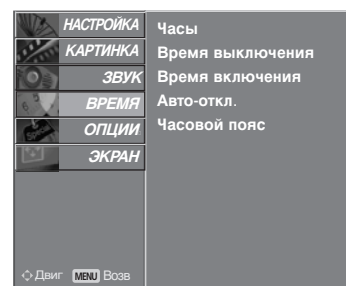 НАСТРОЙКА
КАРТИНКА
ЗВУК
ВРЕМЯ
ОПЦИИ
ЭКРАН
Часы
Время выключения
Время включения
Авто-откл.
Часовой пояс
Двиг MENU Возв